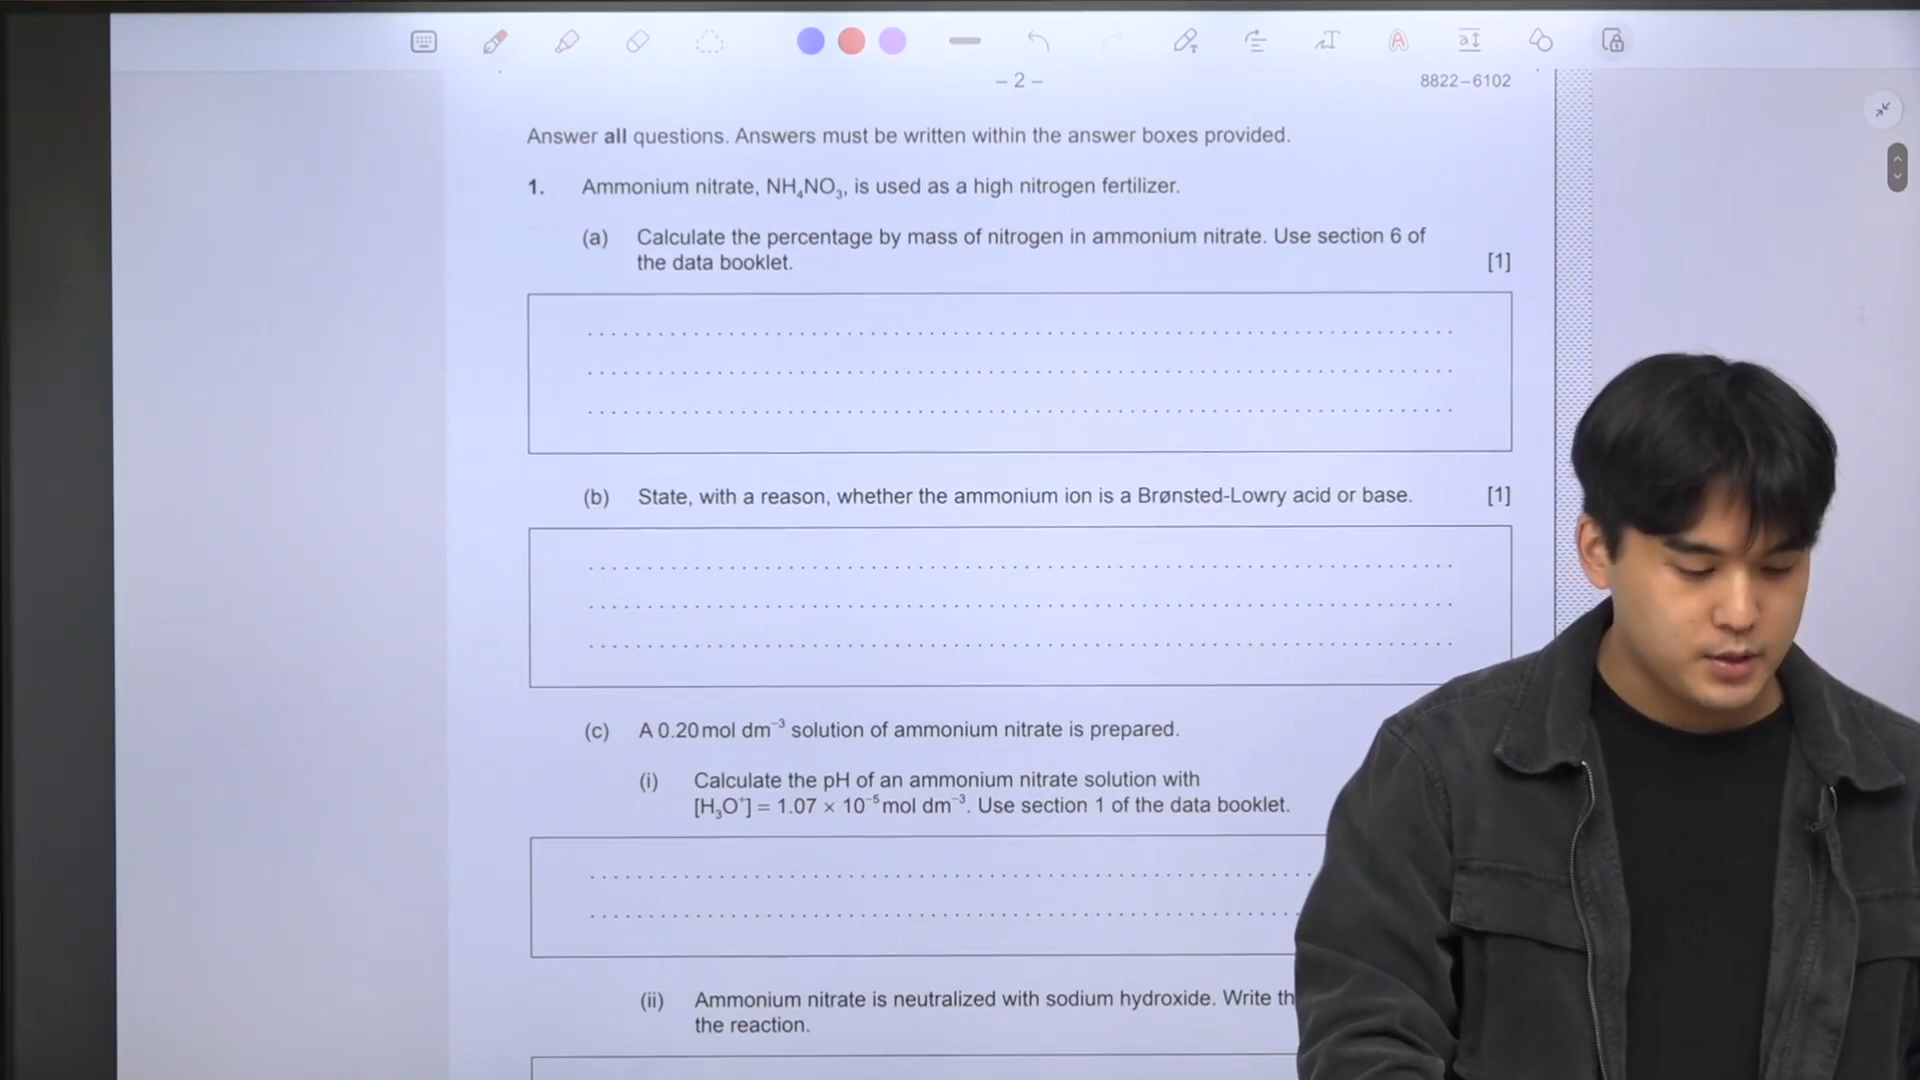 – 2 –
8822–6102
Answer all questions. Answers must be written within the answer boxes provided.
1. Ammonium nitrate, NH₄NO₃, is used as a high nitrogen fertilizer.
(a) Calculate the percentage by mass of nitrogen in ammonium nitrate. Use section 6 of
the data booklet. [1]
(b) State, with a reason, whether the ammonium ion is a Brønsted-Lowry acid or base. [1]
(c) A 0.20 mol dm⁻³ solution of ammonium nitrate is prepared.
(i) Calculate the pH of an ammonium nitrate solution with
[H₃O⁺] = 1.07 × 10⁻⁵ mol dm⁻³. Use section 1 of the data booklet.
(ii) Ammonium nitrate is neutralized with sodium hydroxide. Write th
the reaction.